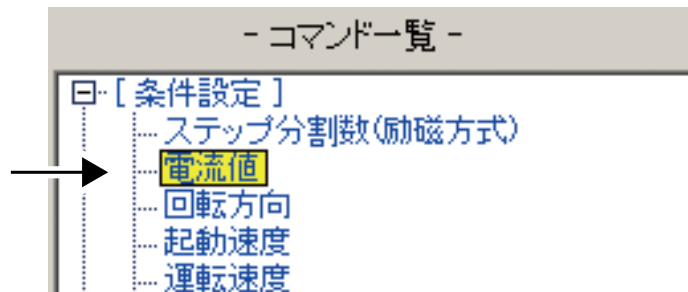 - コマンド一覧 -
[ 条件設定 ]
ステップ分割数(励磁方式)
電流値
回転方向
起動速度
運転速度